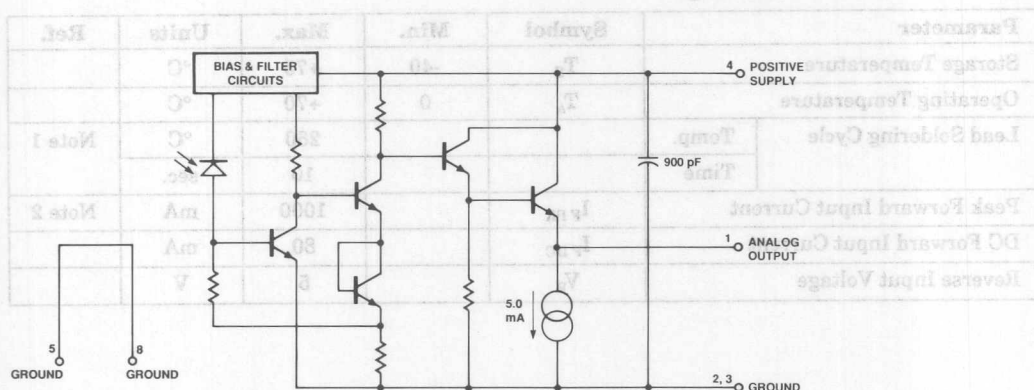 Parameter Symbol Min. Max. Units Ref.
Storage Temperature -40 °C
Operating Temperature 0 +70 °C
Lead Soldering Cycle Temp. 260 °C Note 1
Time 10 sec.
Peak Forward Input Current 1000 mA Note 2
DC Forward Input 80 mA
Reverse Input Voltage 5 V
BIAS & FILTER
CIRCUITS
4 POSITIVE
SUPPLY
900 pF
1 ANALOG
OUTPUT
5.0
mA
5 8
GROUND GROUND
2, 3 GROUND